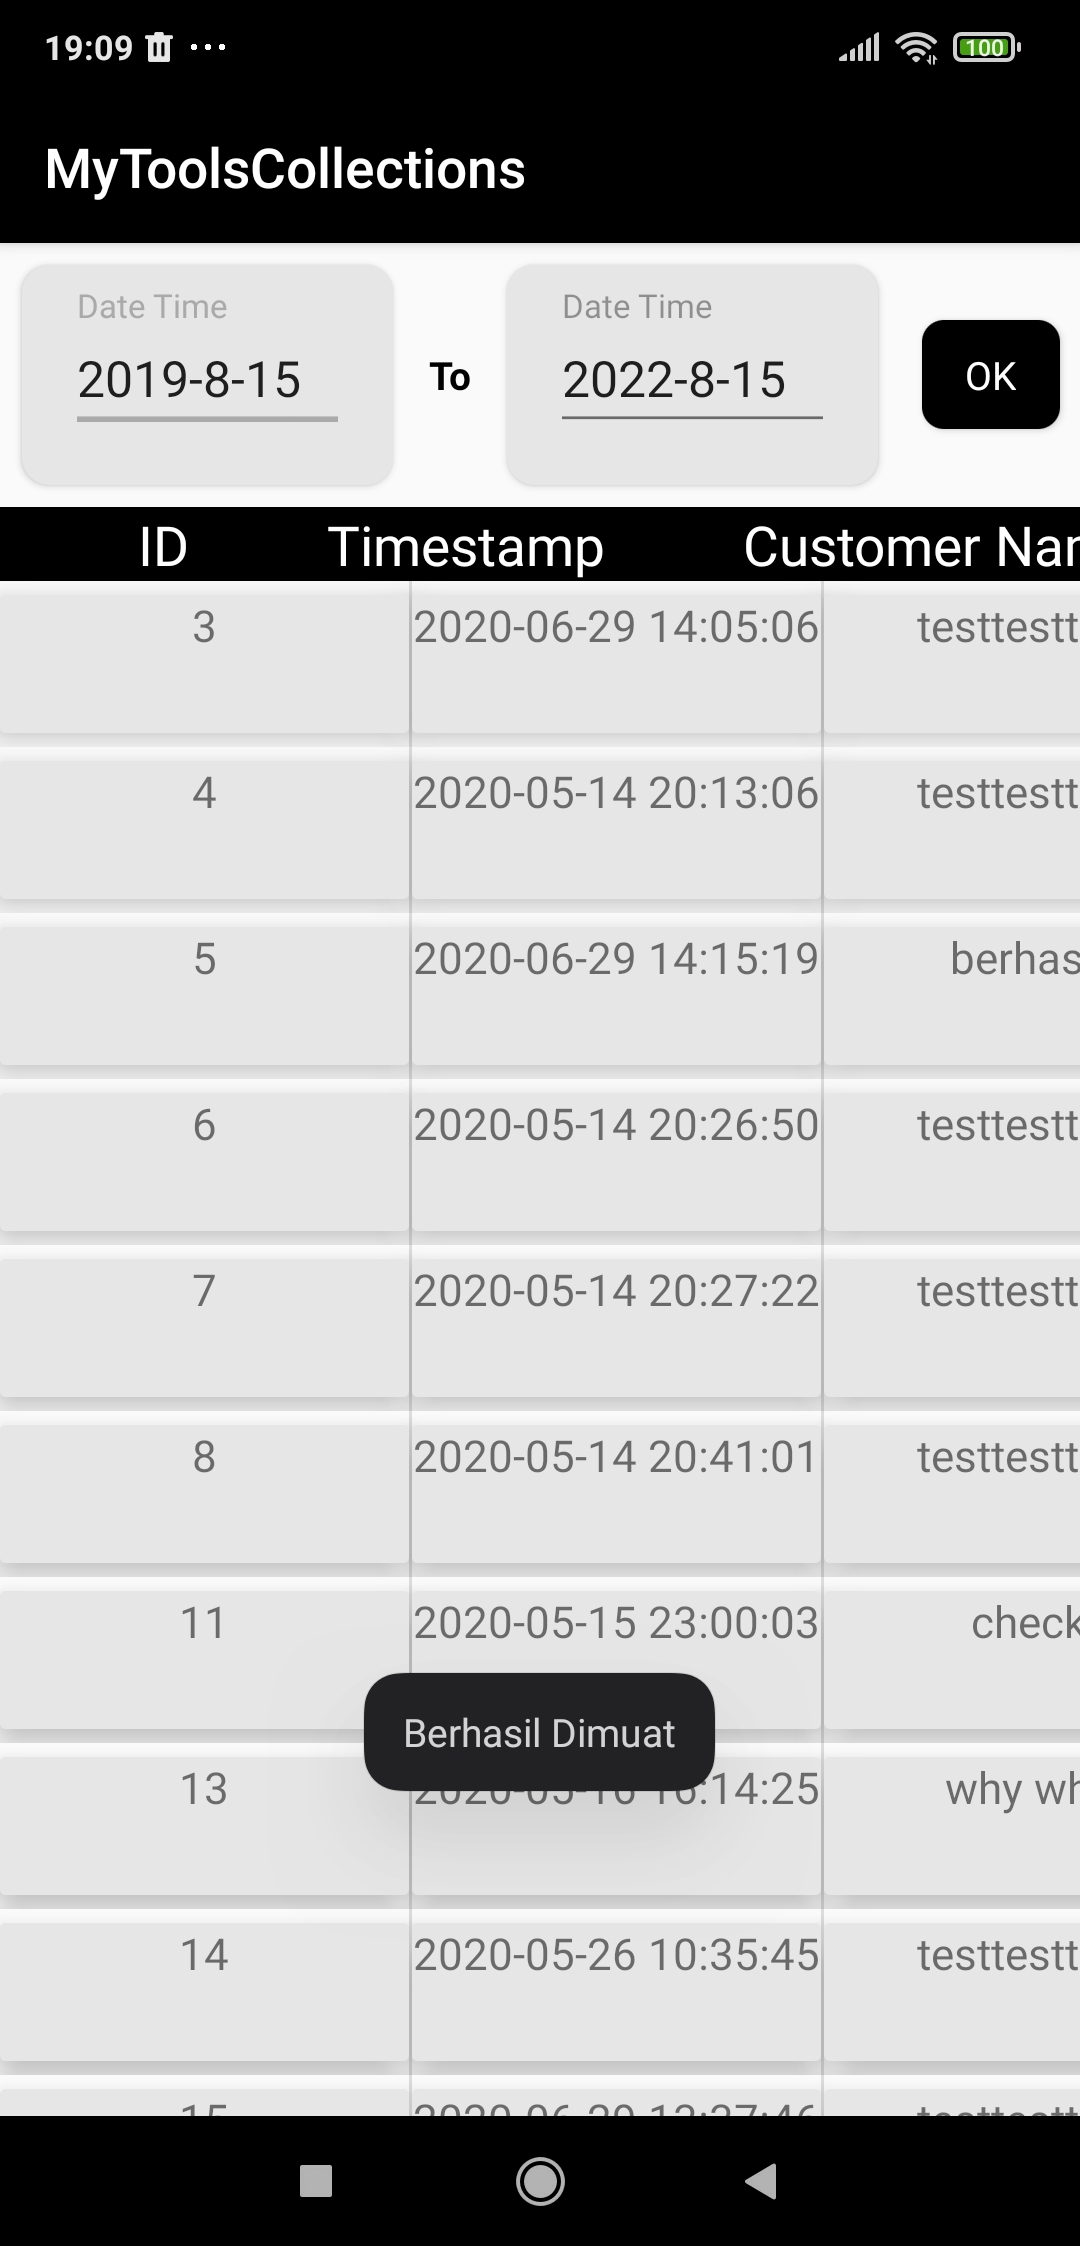 19:09
100
MyToolsCollections
Date Time
2019-8-15
To
Date Time
2022-8-15
OK
ID Timestamp Customer Nar
3 2020-06-29 14:05:06 testtestt
4 2020-05-14 20:13:06 testtestt
5 2020-06-29 14:15:19 berhas
6 2020-05-14 20:26:50 testtestt
7 2020-05-14 20:27:22 testtestt
8 2020-05-14 20:41:01 testtestt
11 2020-05-15 23:00:03 check
Berhasil Dimuat
13 :14:25 why wh
14 2020-05-26 10:35:45 testtestt
15